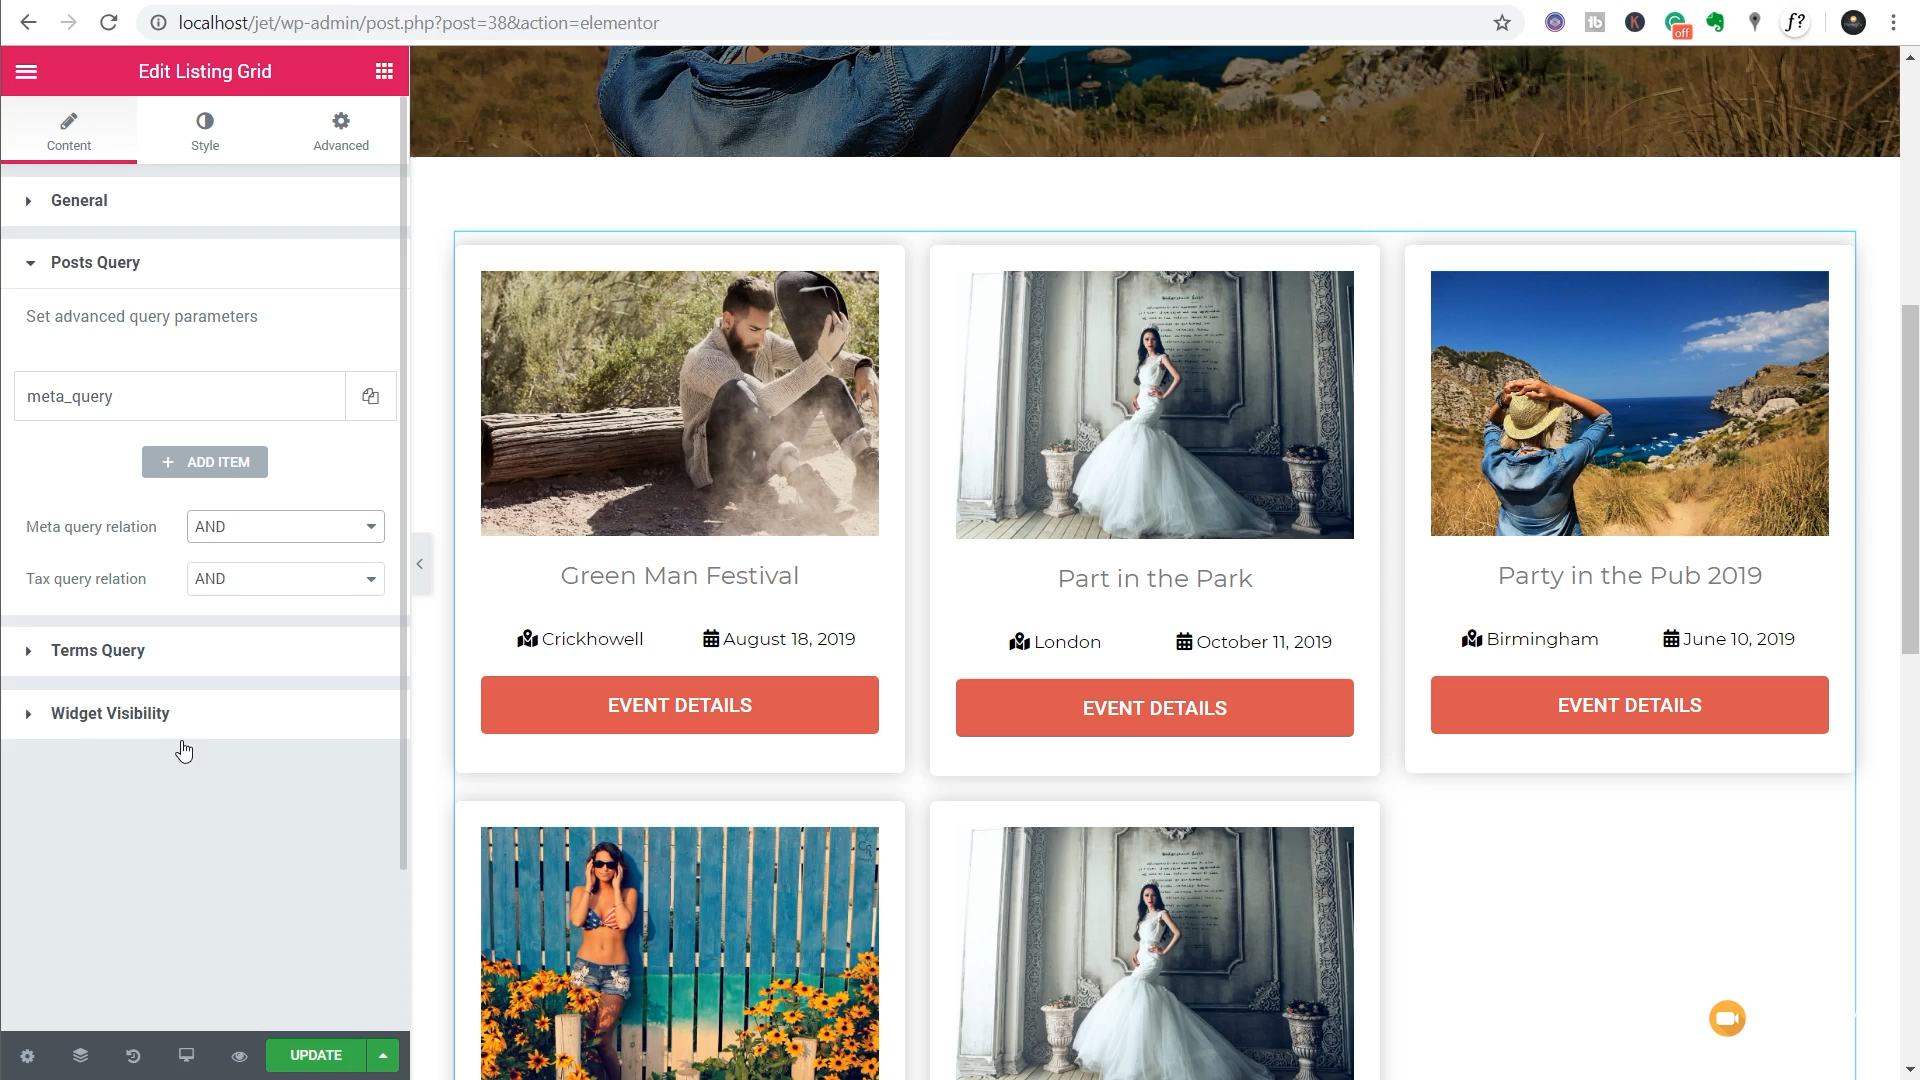 localhost/jet/wp-admin/post.php?post=38&action=elementor
off
f?
Edit Listing Grid
Content
Style
Advanced
General
Posts Query
Set advanced query parameters
meta_query
+ ADD ITEM
Meta query relation
AND
Tax query relation
AND
Terms Query
Widget Visibility
UPDATE
Green Man Festival
Crickhowell
August 18, 2019
EVENT DETAILS
Part in the Park
London
October 11, 2019
EVENT DETAILS
Party in the Pub 2019
Birmingham
June 10, 2019
EVENT DETAILS